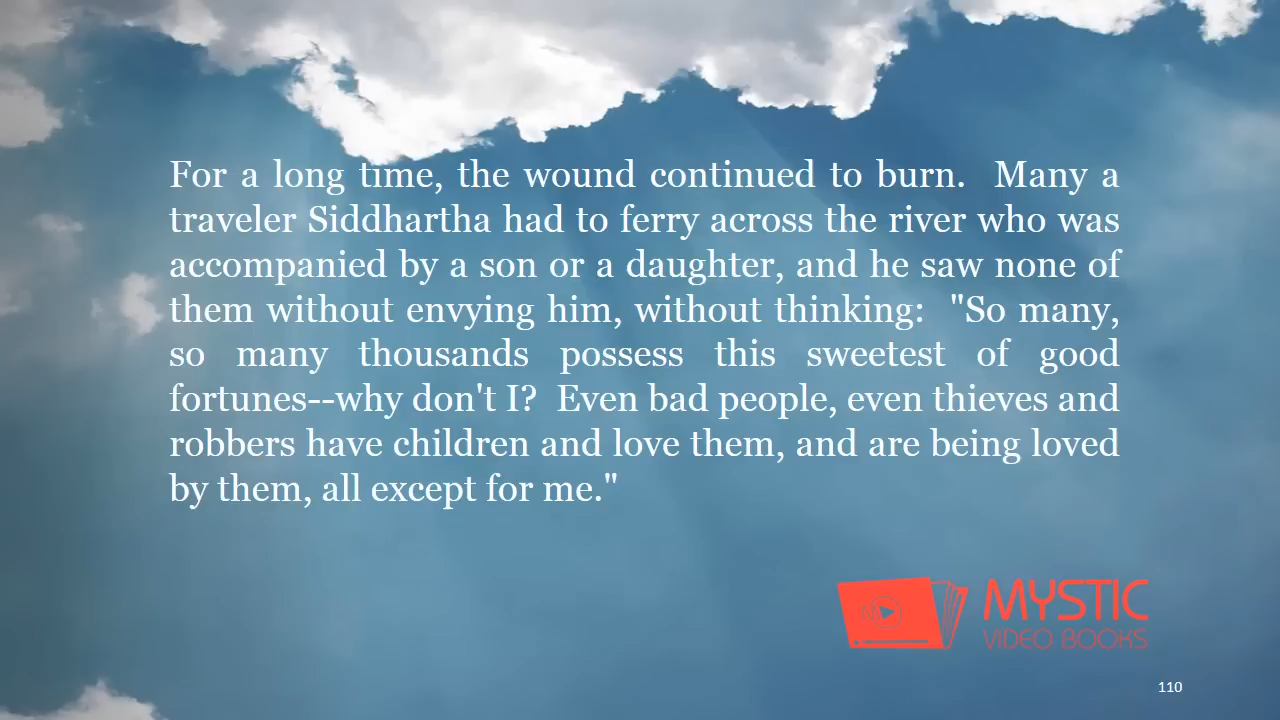 For a long time, the wound continued to burn.  Many a
traveler Siddhartha had to ferry across the river who was
accompanied by a son or a daughter, and he saw none of
them without envying him, without thinking:  "So many,
so many thousands possess this sweetest of good
fortunes--why don't I?  Even bad people, even thieves and
robbers have children and love them, and are being loved
by them, all except for me."
MYSTIC
VIDEO BOOKS
110